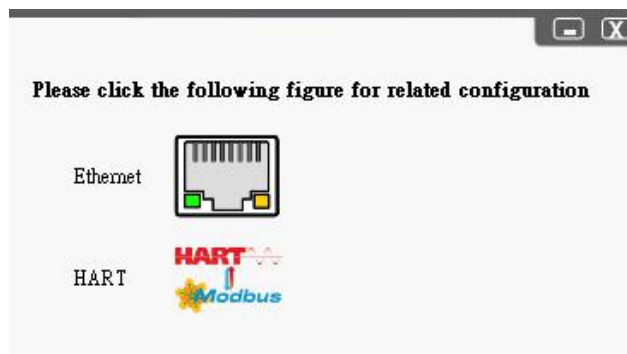 Please click the following figure for related configuration
Ethernet
HART
HART
Modbus